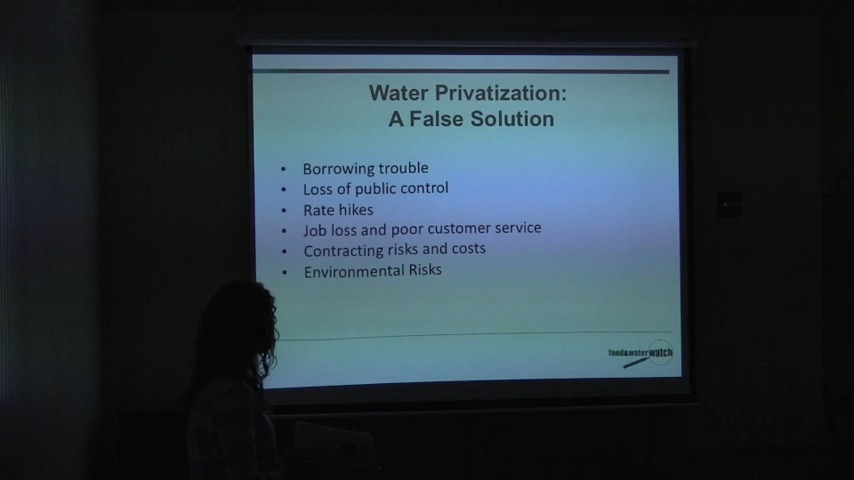 Water Privatization:
A False Solution
• Borrowing trouble
• Loss of public control
• Rate hikes
• Job loss and poor customer service
• Contracting risks and costs
• Environmental Risks
food&waterwatch